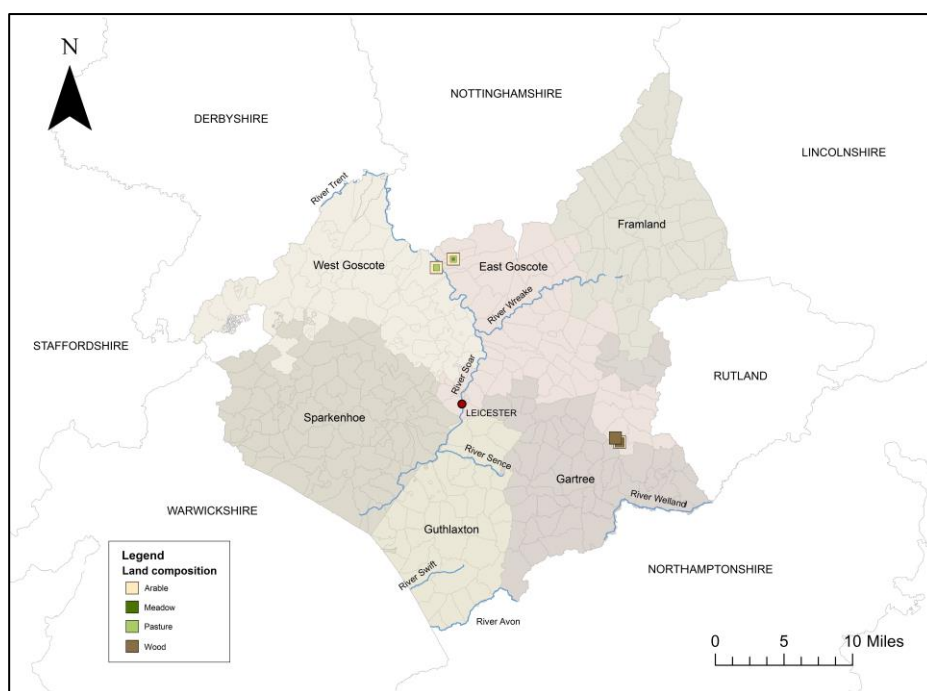 N
NOTTINGHAMSHIRE
DERBYSHIRE
LINCOLNSHIRE
River Trent
Framland
West Goscote
East Goscote
River Wreake
STAFFORDSHIRE
River Soar
RUTLAND
LEICESTER
Sparkenhoe
River Sence
Gartree
River Welland
WARWICKSHIRE
Guthlaxton
NORTHAMPTONSHIRE
River Swift
River Avon
Legend
Land composition
Arable
Meadow
Pasture
Wood
0 5 10 Miles